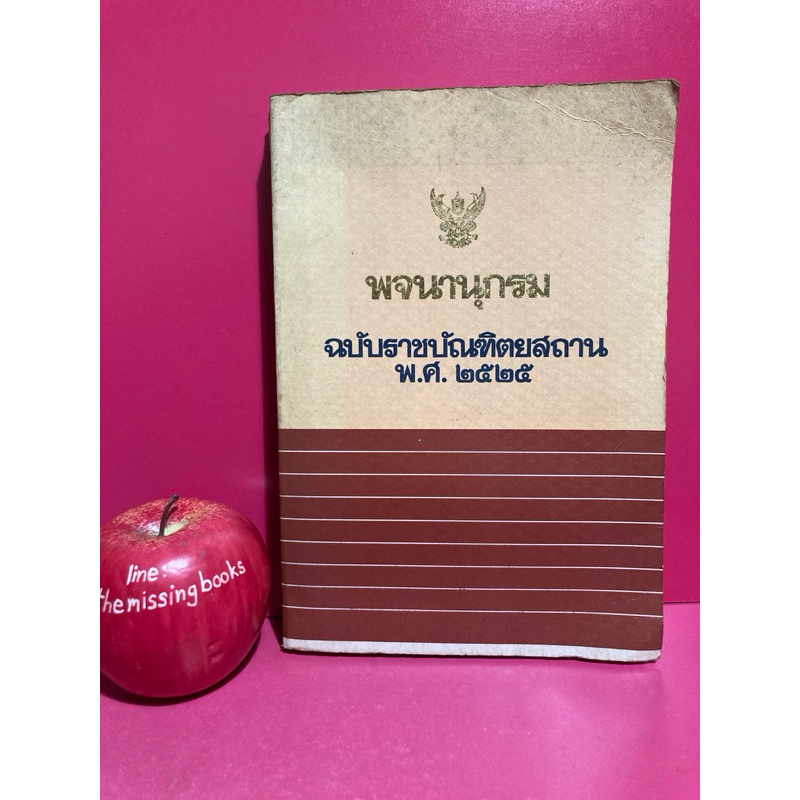 พจนานุกรม
ฉบับราชบัณฑิตยสถาน
พ.ศ. ๒๕๒๕
line:
themissingbooks